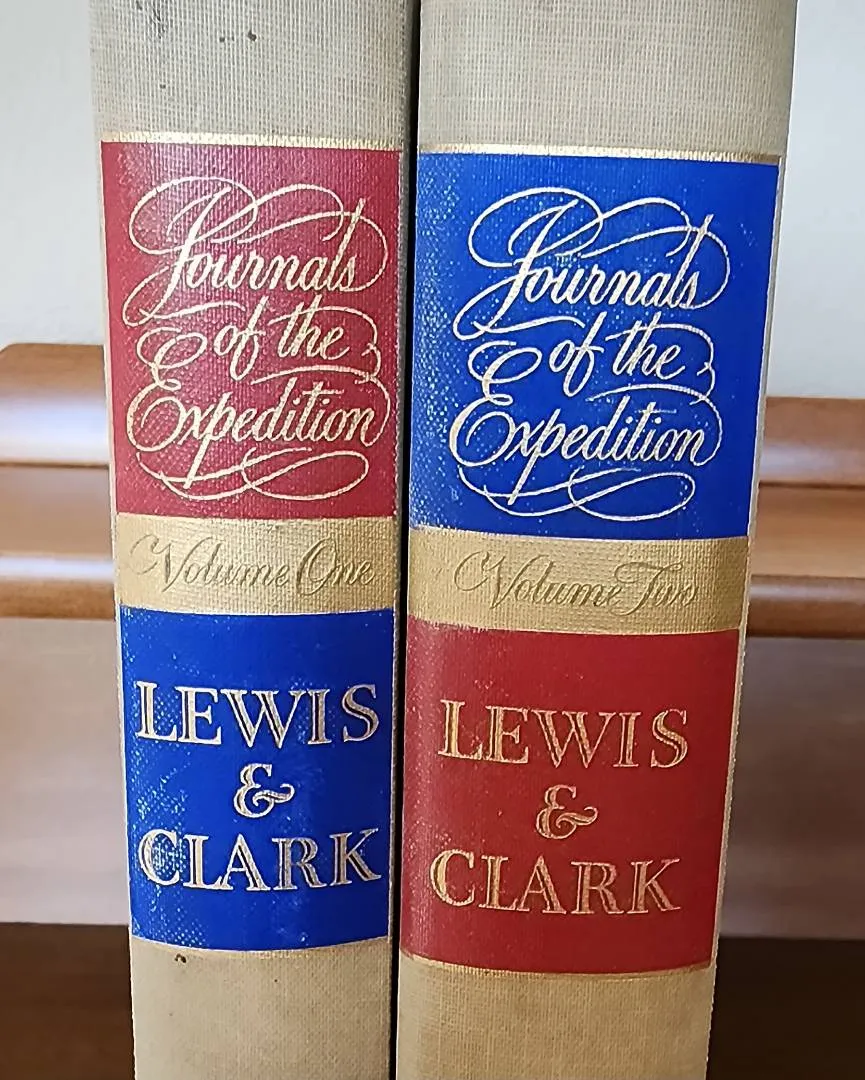 Journals
of the
Expedition
Volume One
LEWIS
&
CLARK
Journals
of the
Expedition
Volume Two
LEWIS
&
CLARK